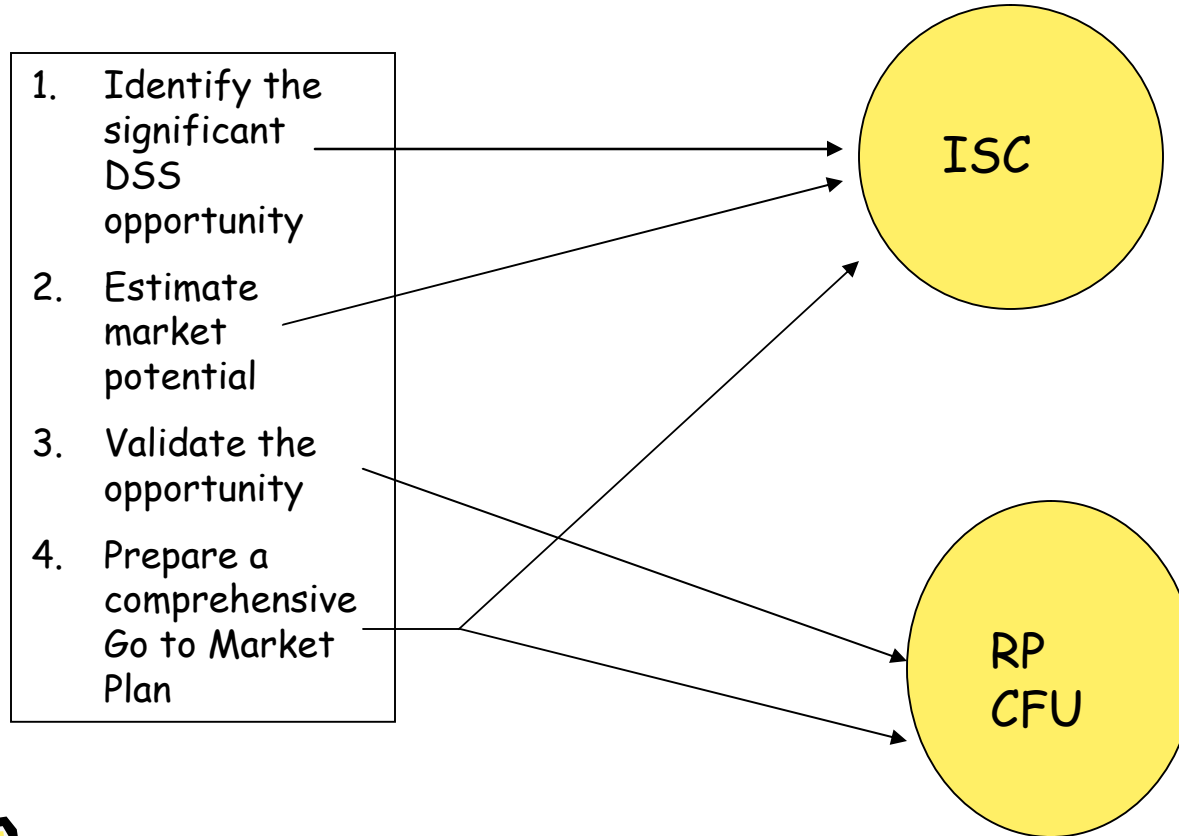 1. Identify the
significant
DSS
opportunity
2. Estimate
market
potential
3. Validate the
opportunity
4. Prepare a
comprehensive
Go to Market
Plan
ISC
RP
CFU